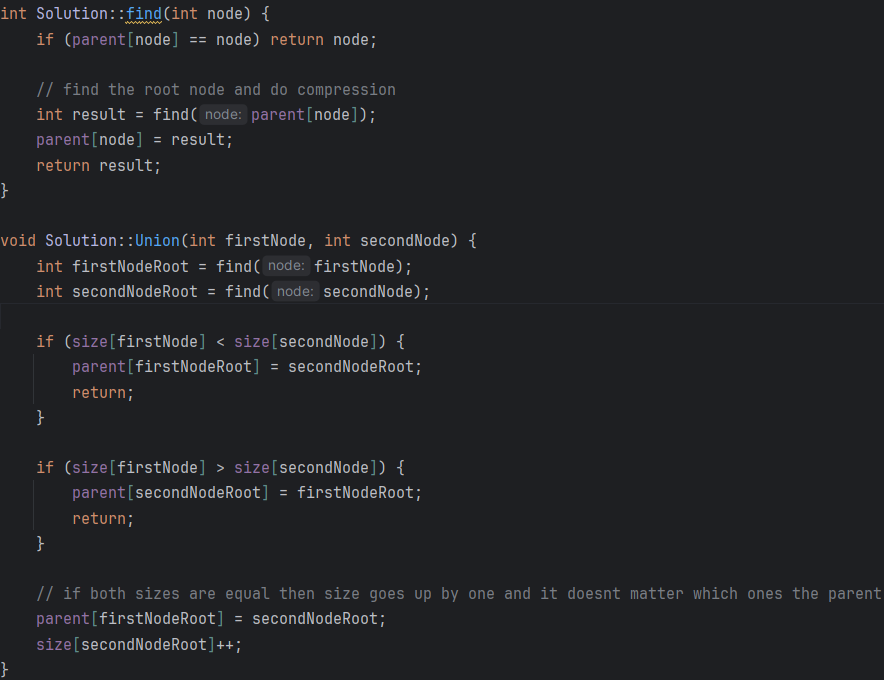 int Solution::find(int node) {
    if (parent[node] == node) return node;

    // find the root node and do compression
    int result = find( node: parent[node]);
    parent[node] = result;
    return result;
}

void Solution::Union(int firstNode, int secondNode) {
    int firstNodeRoot = find( node: firstNode);
    int secondNodeRoot = find( node: secondNode);

    if (size[firstNode] < size[secondNode]) {
        parent[firstNodeRoot] = secondNodeRoot;
        return;
    }

    if (size[firstNode] > size[secondNode]) {
        parent[secondNodeRoot] = firstNodeRoot;
        return;
    }

    // if both sizes are equal then size goes up by one and it doesnt matter which ones the parent
    parent[firstNodeRoot] = secondNodeRoot;
    size[secondNodeRoot]++;
}